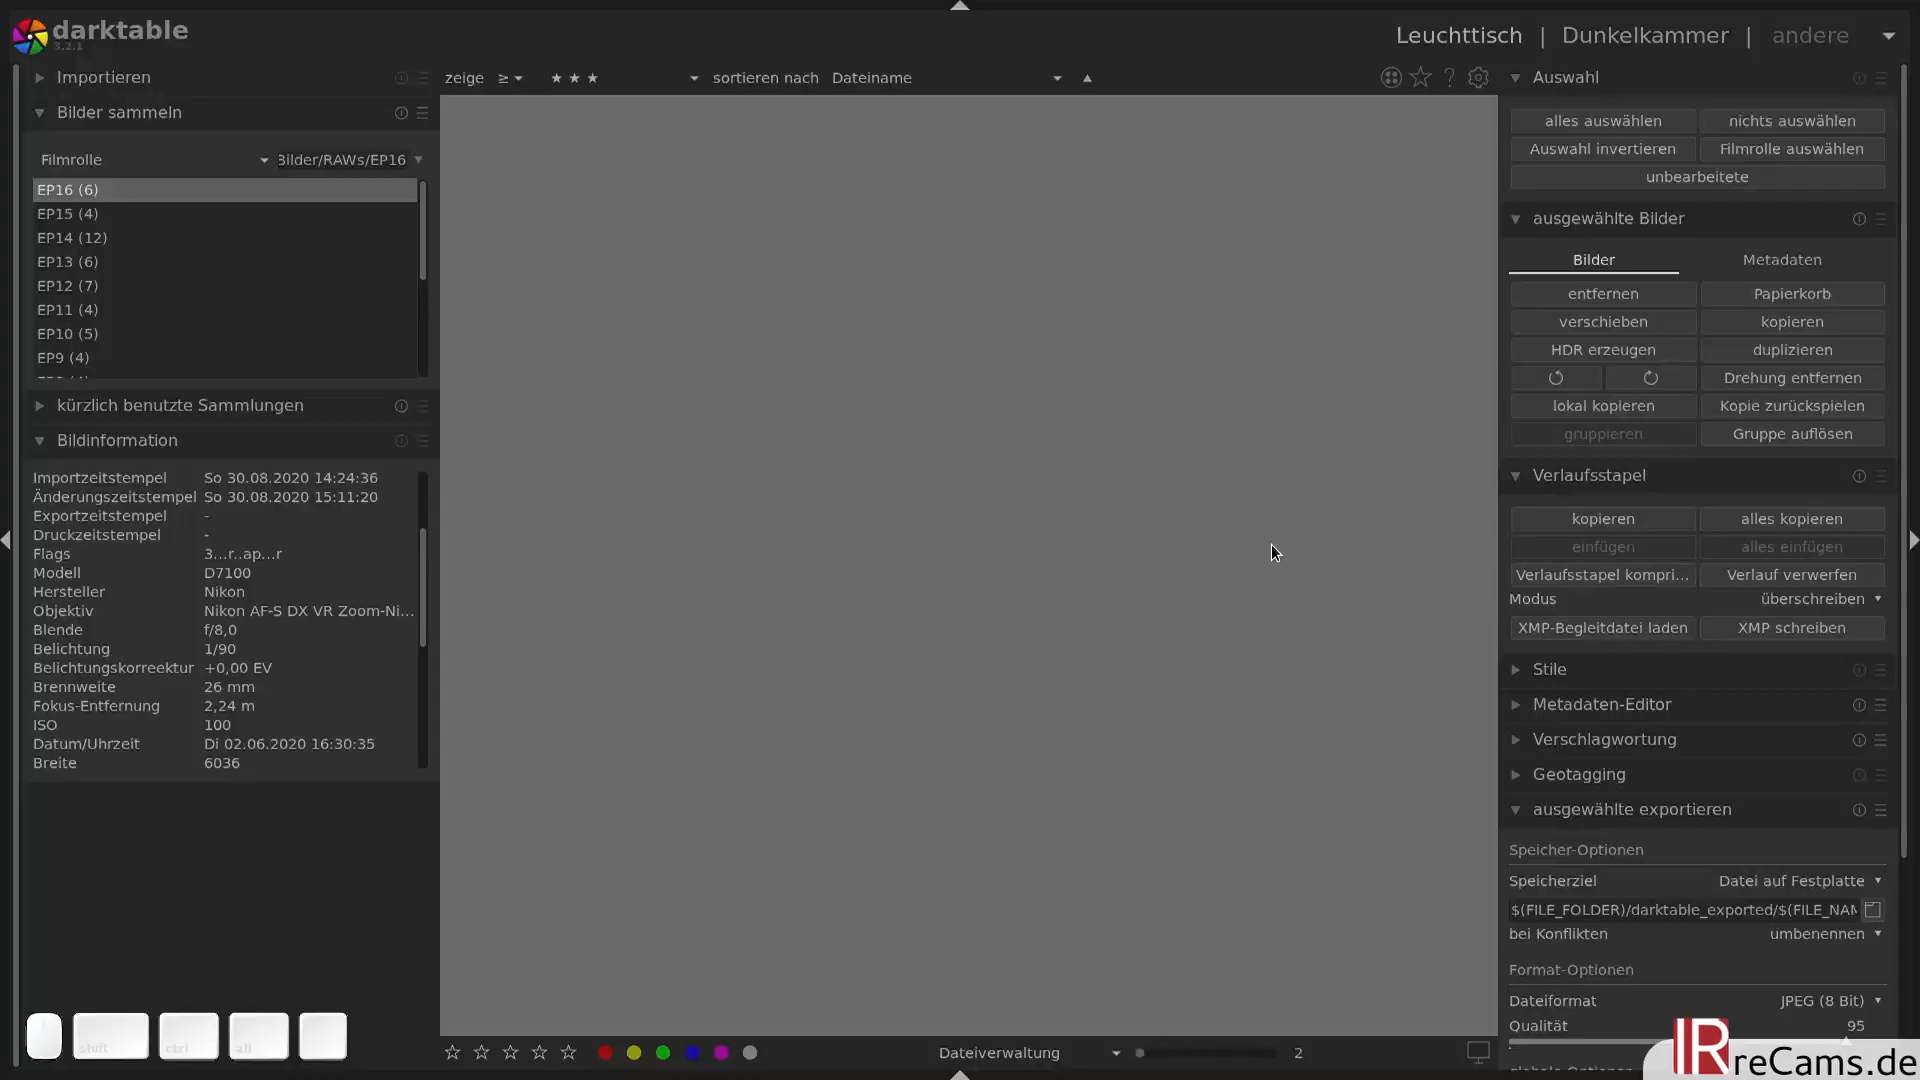 darktable
3.2.1
Leuchttisch | Dunkelkammer | andere
Importieren
zeige ≥ ★ ★ ★ sortieren nach Dateiname
Auswahl
Bilder sammeln
alles auswählen nichts auswählen
Auswahl invertieren Filmrolle auswählen
unbearbeitete
Filmrolle Bilder/RAWs/EP16
EP16 (6)
EP15 (4)
EP14 (12)
EP13 (6)
EP12 (7)
EP11 (4)
EP10 (5)
EP9 (4)
kürzlich benutzte Sammlungen
Bildinformation
Importzeitstempel So 30.08.2020 14:24:36
Änderungszeitstempel So 30.08.2020 15:11:20
Exportzeitstempel -
Druckzeitstempel -
Flags 3...r..ap...r
Modell D7100
Hersteller Nikon
Objektiv Nikon AF-S DX VR Zoom-Ni...
Blende f/8,0
Belichtung 1/90
Belichtungskorreektur +0,00 EV
Brennweite 26 mm
Fokus-Entfernung 2,24 m
ISO 100
Datum/Uhrzeit Di 02.06.2020 16:30:35
Breite 6036
shift ctrl alt
ausgewählte Bilder
Bilder Metadaten
entfernen Papierkorb
verschieben kopieren
HDR erzeugen duplizieren
Drehung entfernen
lokal kopieren Kopie zurückspielen
gruppieren Gruppe auflösen
Verlaufsstapel
kopieren alles kopieren
einfügen alles einfügen
Verlaufsstapel kompri... Verlauf verwerfen
Modus überschreiben
XMP-Begleitdatei laden XMP schreiben
Stile
Metadaten-Editor
Verschlagwortung
Geotagging
ausgewählte exportieren
Speicher-Optionen
Speicherziel Datei auf Festplatte
$(FILE_FOLDER)/darktable_exported/$(FILE_NAM
bei Konflikten umbenennen
Format-Optionen
Dateiformat JPEG (8 Bit)
Qualität 95
Dateiverwaltung 2
IRreCams.de